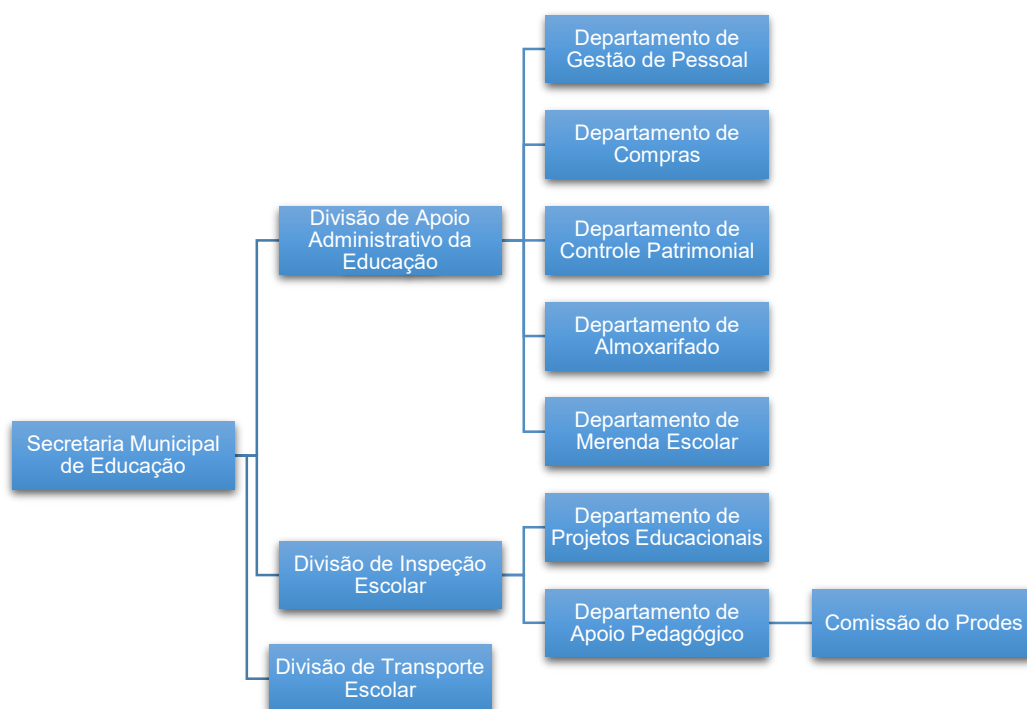 Departamento de
Gestão de Pessoal
Departamento de
Compras
Divisão de Apoio
Administrativo da
Educação
Departamento de
Controle Patrimonial
Departamento de
Almoxarifado
Departamento de
Merenda Escolar
Secretaria Municipal
de Educação
Departamento de
Projetos Educacionais
Divisão de Inspeção
Escolar
Departamento de
Apoio Pedagógico
Comissão do Prodes
Divisão de Transporte
Escolar